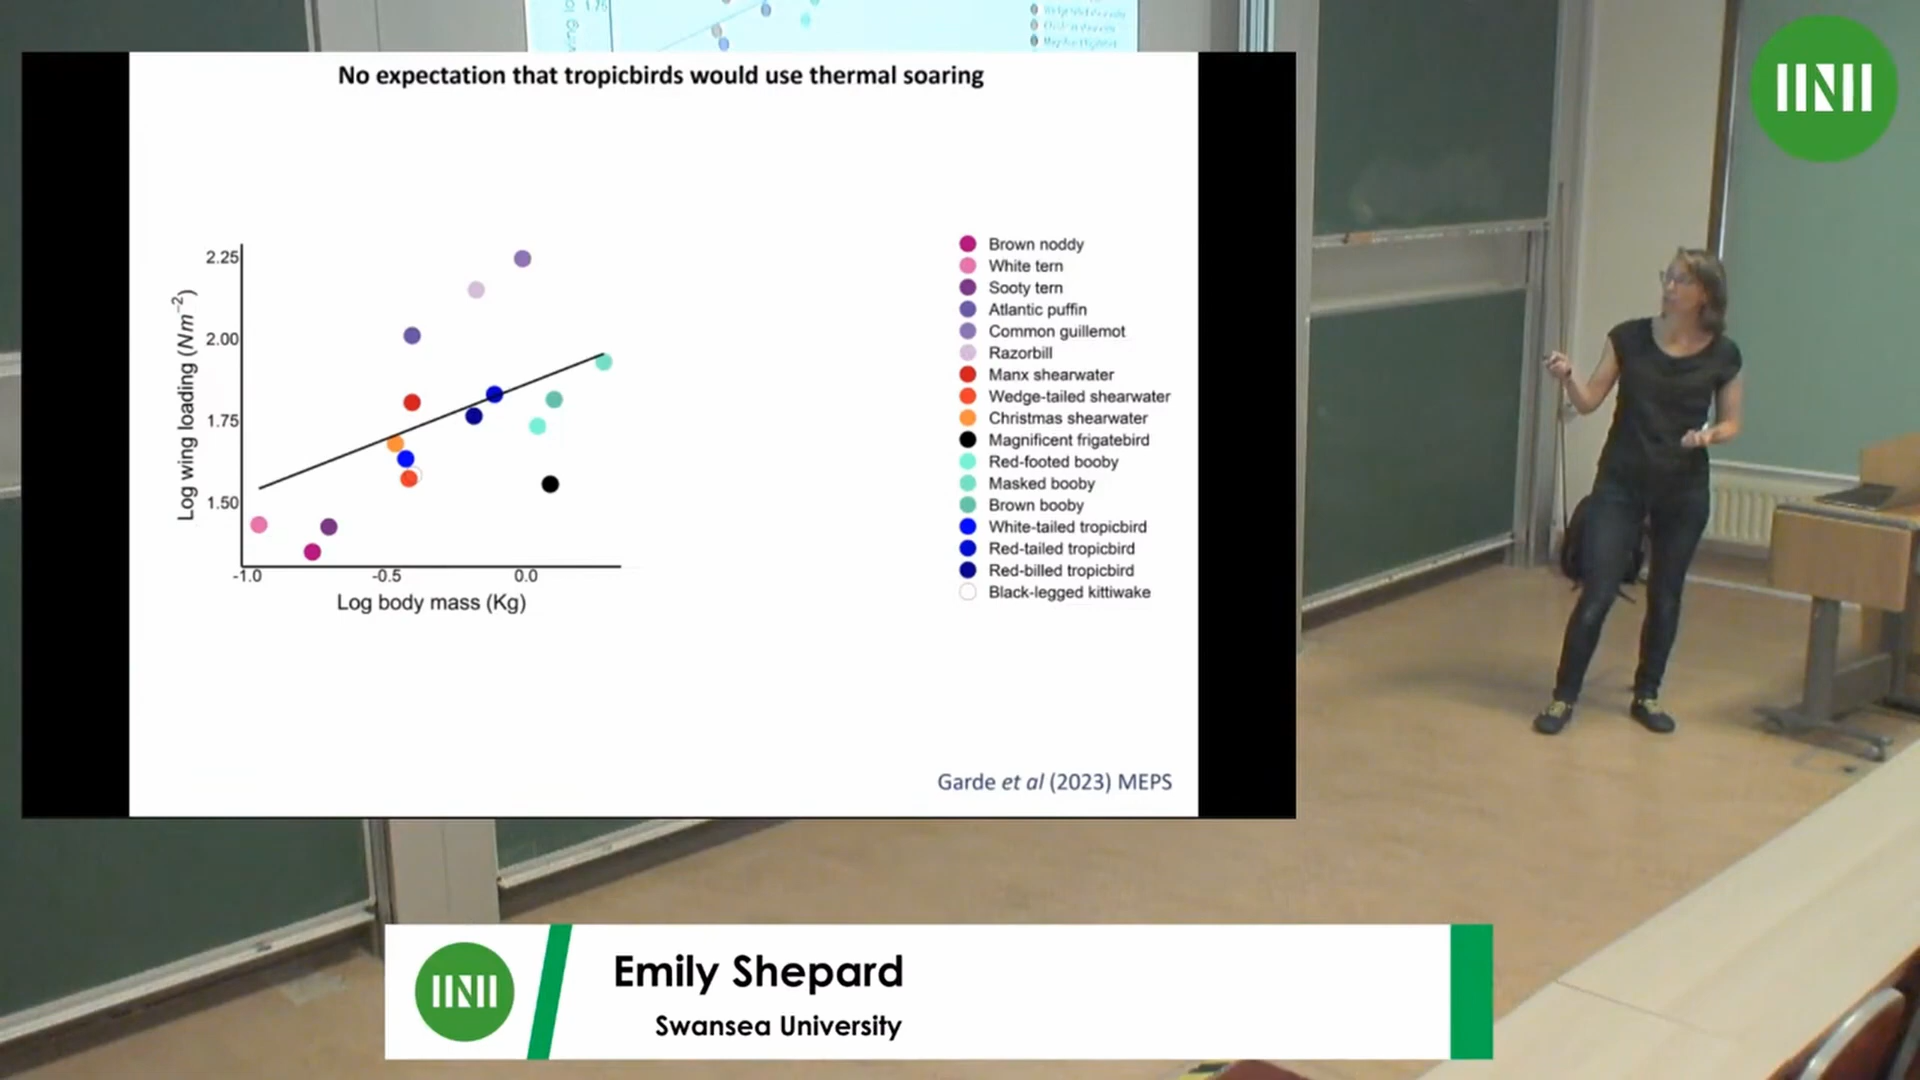 1.75
No expectation that tropicbirds would use thermal soaring
2.25
2.00
1.75
1.50
Log wing loading (Nm⁻²)
-1.0
-0.5
0.0
Log body mass (Kg)
Brown noddy
White tern
Sooty tern
Atlantic puffin
Common guillemot
Razorbill
Manx shearwater
Wedge-tailed shearwater
Christmas shearwater
Magnificent frigatebird
Red-footed booby
Masked booby
Brown booby
White-tailed tropicbird
Red-tailed tropicbird
Red-billed tropicbird
Black-legged kittiwake
Garde et al (2023) MEPS
Emily Shepard
Swansea University